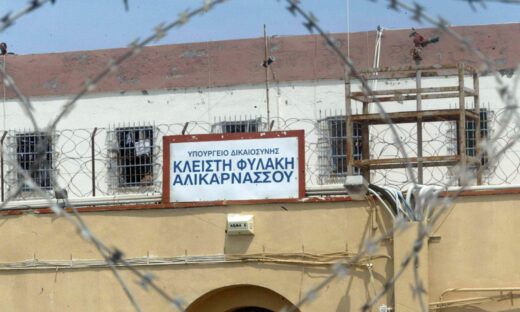 ΥΠΟΥΡΓΕΙΟ ΔΙΚΑΙΟΣΥΝΗΣ
ΚΛΕΙΣΤΗ ΦΥΛΑΚΗ
ΑΛΙΚΑΡΝΑΣΣΟΥ